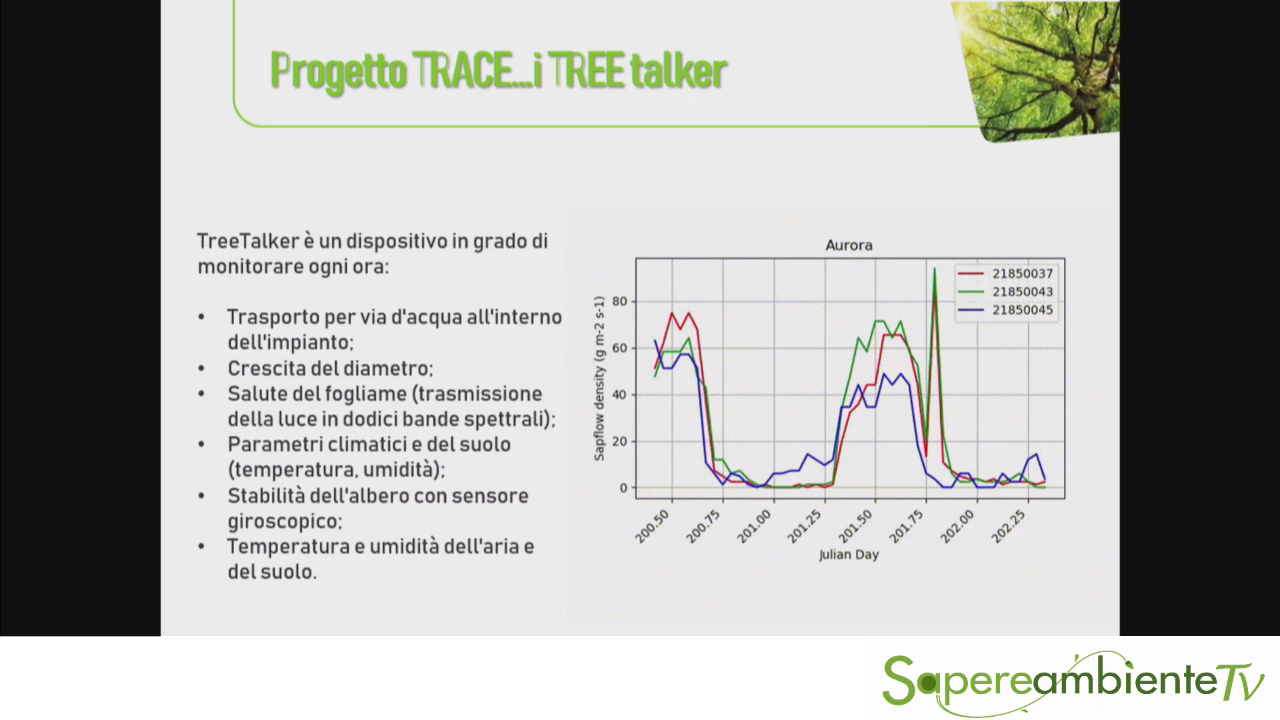 Progetto TRACE...i TREE talker
TreeTalker è un dispositivo in grado di
monitorare ogni ora:
• Trasporto per via d'acqua all'interno
dell'impianto;
• Crescita del diametro;
• Salute del fogliame (trasmissione
della luce in dodici bande spettrali);
• Parametri climatici e del suolo
(temperatura, umidità);
• Stabilità dell'albero con sensore
giroscopico;
• Temperatura e umidità dell'aria e
del suolo.
Aurora
21850037
21850043
21850045
Sapflow density (g m-2 s-1)
80
60
40
20
0
200.50
200.75
201.00
201.25
201.50
201.75
202.00
202.25
Julian Day
SapereambienteTv